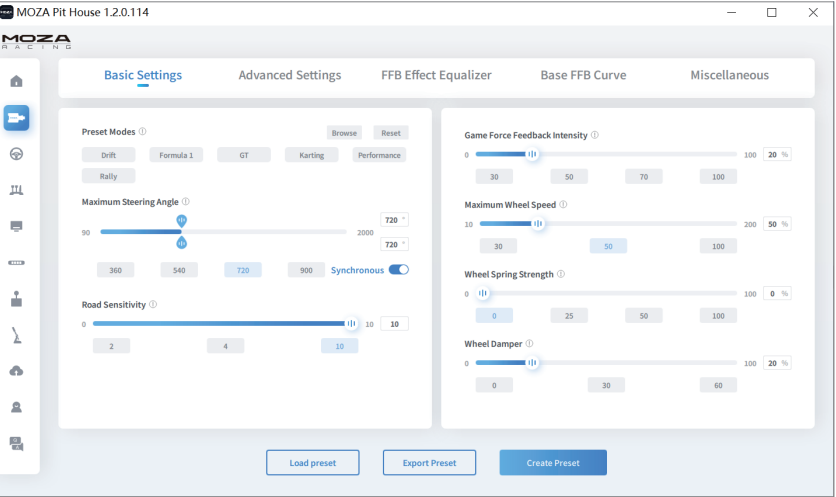 MOZA Pit House 1.2.0.114
MOZA
RACING
Basic Settings Advanced Settings FFB Effect Equalizer Base FFB Curve Miscellaneous
Preset Modes Browse Reset
Drift Formula 1 GT Karting Performance
Rally
Maximum Steering Angle
720 °
90 2000
720 °
360 540 720 900 Synchronous
Road Sensitivity
0 10 10
2 4 10
Game Force Feedback Intensity
0 100 20 %
30 50 70 100
Maximum Wheel Speed
10 200 50 %
30 50 100
Wheel Spring Strength
0 100 0 %
0 25 50 100
Wheel Damper
0 100 20 %
0 30 60
Load preset Export Preset Create Preset